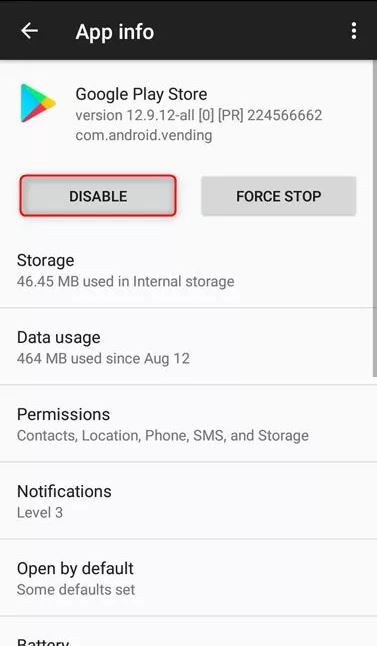 App info
Google Play Store
version 12.9.12-all [0] [PR] 224566662
com.android.vending
DISABLE
FORCE STOP
Storage
46.45 MB used in Internal storage
Data usage
464 MB used since Aug 12
Permissions
Contacts, Location, Phone, SMS, and Storage
Notifications
Level 3
Open by default
Some defaults set
Battery